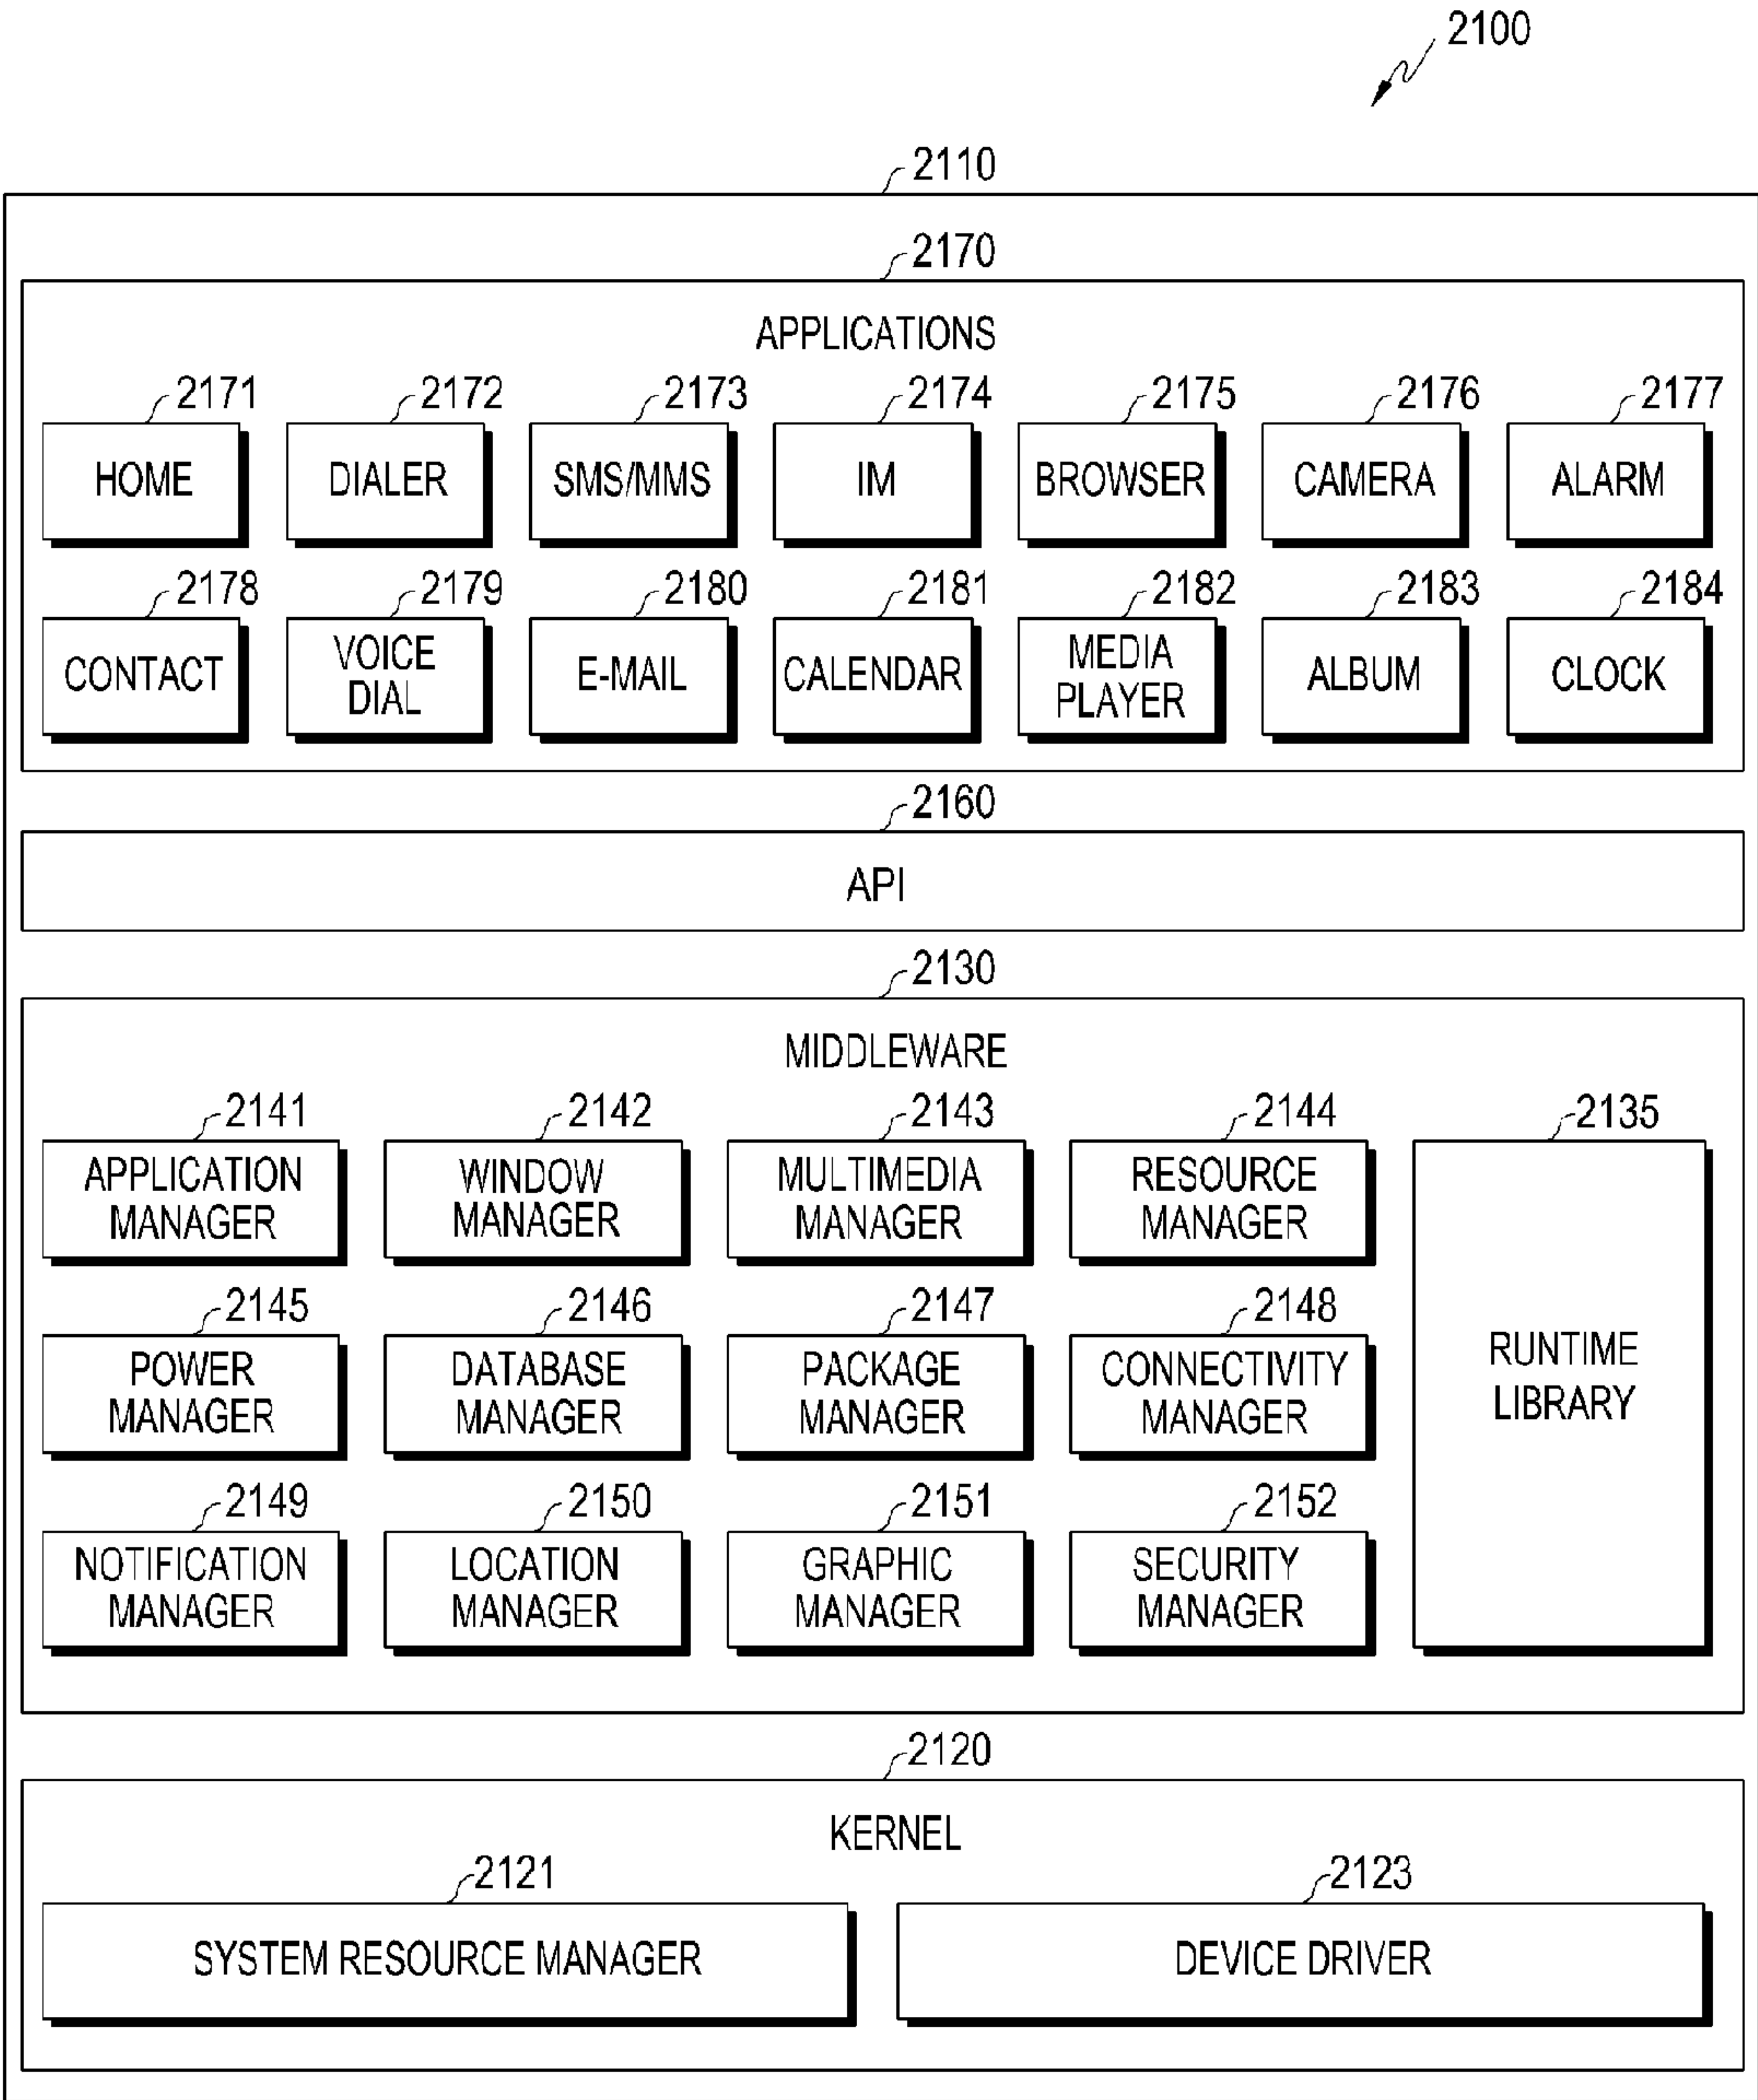 2100
2110
2170
APPLICATIONS
2171 2172 2173 2174 2175 2176 2177
HOME DIALER SMS/MMS IM BROWSER CAMERA ALARM
2178 2179 2180 2181 2182 2183 2184
CONTACT VOICE DIAL E-MAIL CALENDAR MEDIA PLAYER ALBUM CLOCK
2160
API
2130
MIDDLEWARE
2141 2142 2143 2144 2135
APPLICATION MANAGER WINDOW MANAGER MULTIMEDIA MANAGER RESOURCE MANAGER
2145 2146 2147 2148
POWER MANAGER DATABASE MANAGER PACKAGE MANAGER CONNECTIVITY MANAGER RUNTIME LIBRARY
2149 2150 2151 2152
NOTIFICATION MANAGER LOCATION MANAGER GRAPHIC MANAGER SECURITY MANAGER
2120
KERNEL
2121 2123
SYSTEM RESOURCE MANAGER DEVICE DRIVER